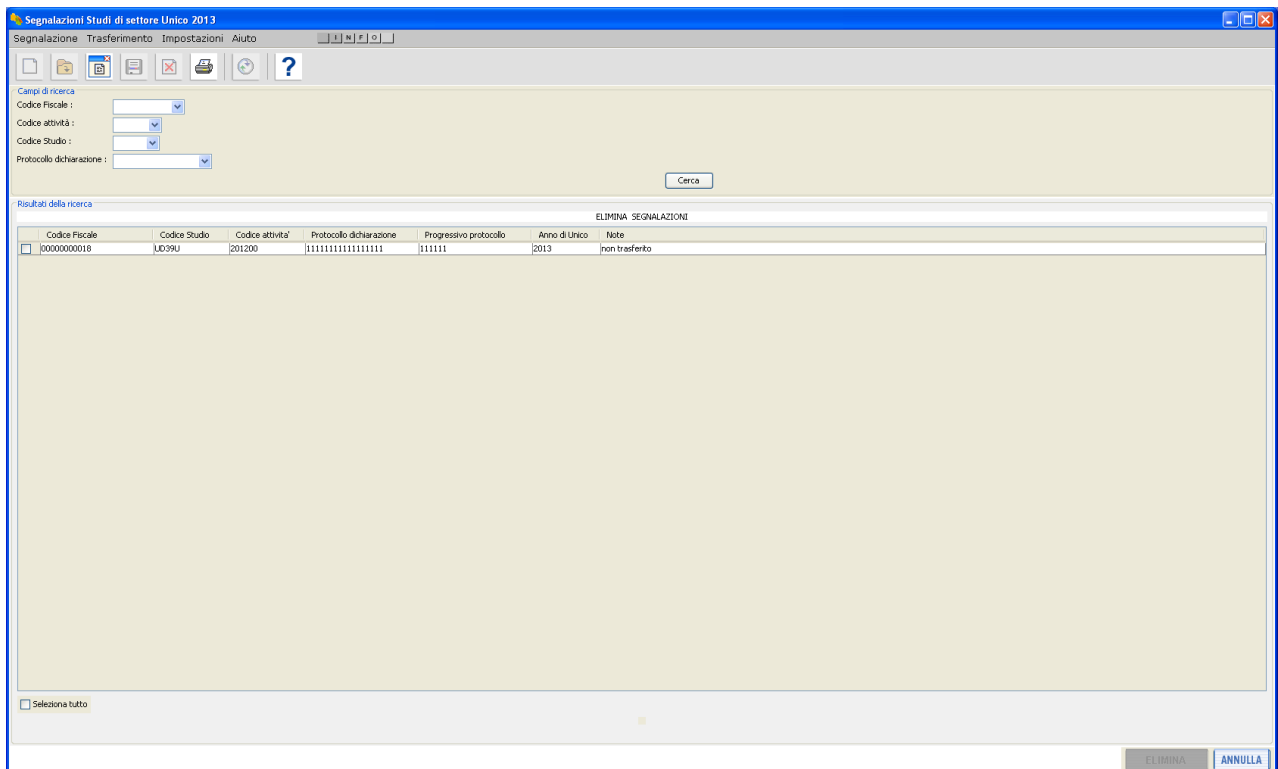 Segnalazioni Studi di settore Unico 2013
Segnalazione Trasferimento Impostazioni Aiuto I N F O
?
Campi di ricerca
Codice Fiscale :
Codice attività :
Codice Studio :
Protocollo dichiarazione :
Cerca
Risultati della ricerca
ELIMINA SEGNALAZIONI
Codice Fiscale Codice Studio Codice attivita' Protocollo dichiarazione Progressivo protocollo Anno di Unico Note
00000000018 UD39U 201200 11111111111111111 111111 2013 non trasferito
Seleziona tutto
ELIMINA ANNULLA